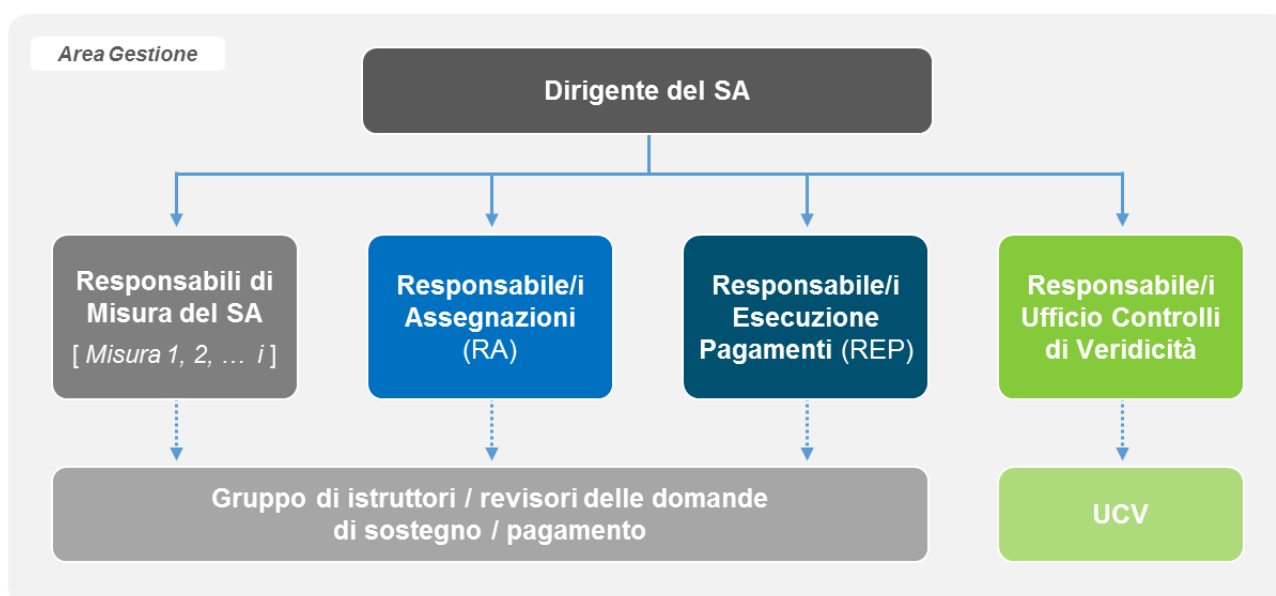 Area Gestione
Dirigente del SA
Responsabili di
Misura del SA
[ Misura 1, 2, … i ]
Responsabile/i
Assegnazioni
(RA)
Responsabile/i
Esecuzione
Pagamenti (REP)
Responsabile/i
Ufficio Controlli
di Veridicità
Gruppo di istruttori / revisori delle domande
di sostegno / pagamento
UCV